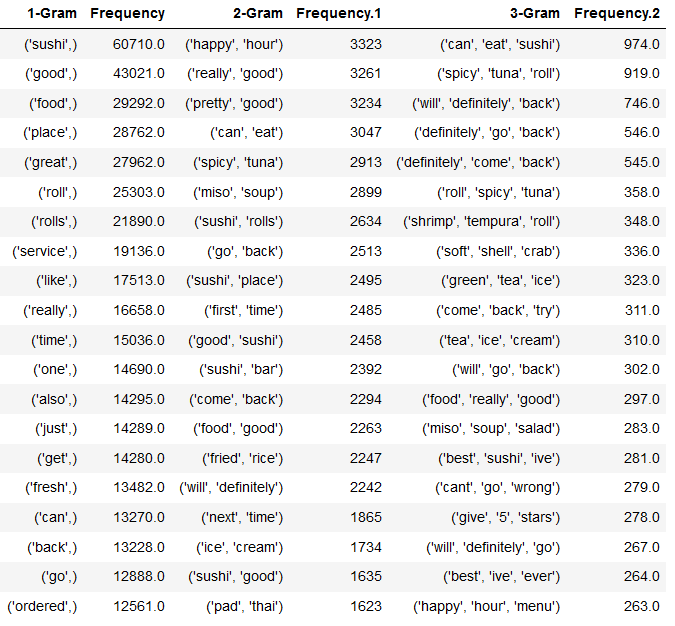 1-Gram Frequency 2-Gram Frequency.1 3-Gram Frequency.2
('sushi',) 60710.0 ('happy', 'hour') 3323 ('can', 'eat', 'sushi') 974.0
('good',) 43021.0 ('really', 'good') 3261 ('spicy', 'tuna', 'roll') 919.0
('food',) 29292.0 ('pretty', 'good') 3234 ('will', 'definitely', 'back') 746.0
('place',) 28762.0 ('can', 'eat') 3047 ('definitely', 'go', 'back') 546.0
('great',) 27962.0 ('spicy', 'tuna') 2913 ('definitely', 'come', 'back') 545.0
('roll',) 25303.0 ('miso', 'soup') 2899 ('roll', 'spicy', 'tuna') 358.0
('rolls',) 21890.0 ('sushi', 'rolls') 2634 ('shrimp', 'tempura', 'roll') 348.0
('service',) 19136.0 ('go', 'back') 2513 ('soft', 'shell', 'crab') 336.0
('like',) 17513.0 ('sushi', 'place') 2495 ('green', 'tea', 'ice') 323.0
('really',) 16658.0 ('first', 'time') 2485 ('come', 'back', 'try') 311.0
('time',) 15036.0 ('good', 'sushi') 2458 ('tea', 'ice', 'cream') 310.0
('one',) 14690.0 ('sushi', 'bar') 2392 ('will', 'go', 'back') 302.0
('also',) 14295.0 ('come', 'back') 2294 ('food', 'really', 'good') 297.0
('just',) 14289.0 ('food', 'good') 2263 ('miso', 'soup', 'salad') 283.0
('get',) 14280.0 ('fried', 'rice') 2247 ('best', 'sushi', 'ive') 281.0
('fresh',) 13482.0 ('will', 'definitely') 2242 ('cant', 'go', 'wrong') 279.0
('can',) 13270.0 ('next', 'time') 1865 ('give', '5', 'stars') 278.0
('back',) 13228.0 ('ice', 'cream') 1734 ('will', 'definitely', 'go') 267.0
('go',) 12888.0 ('sushi', 'good') 1635 ('best', 'ive', 'ever') 264.0
('ordered',) 12561.0 ('pad', 'thai') 1623 ('happy', 'hour', 'menu') 263.0